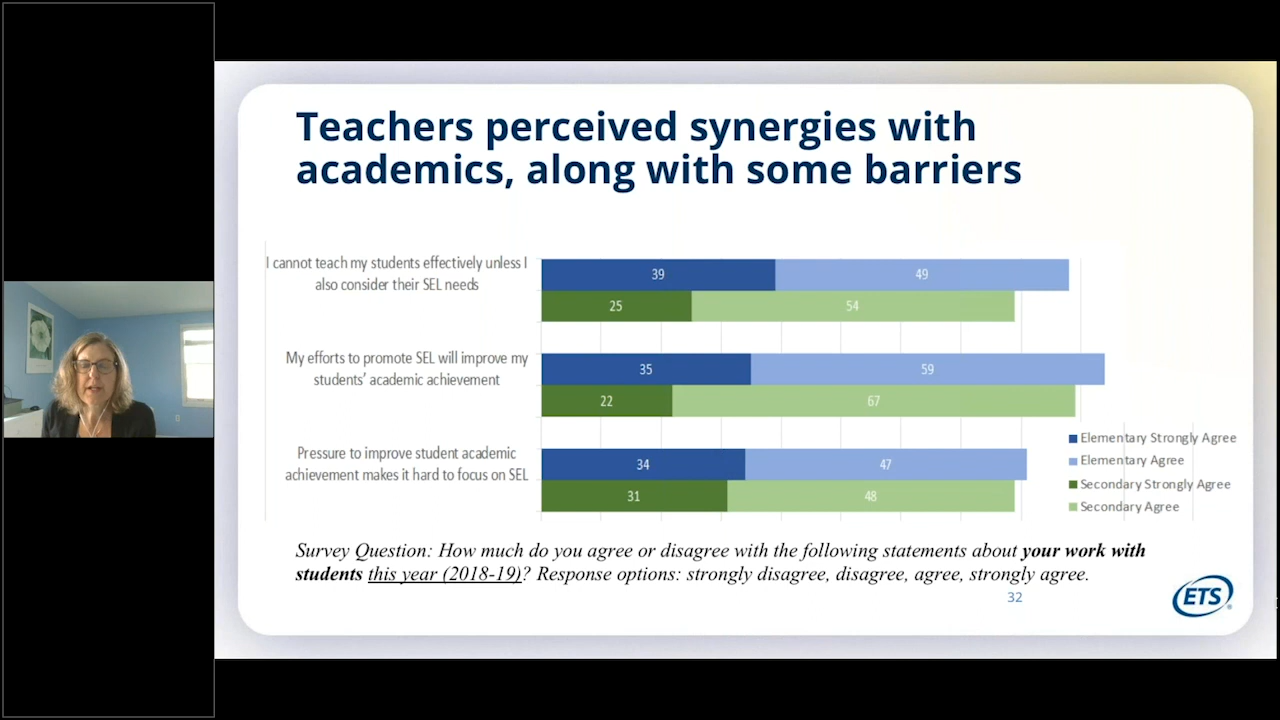 Teachers perceived synergies with
academics, along with some barriers
I cannot teach my students effectively unless I
also consider their SEL needs
39
49
25
54
My efforts to promote SEL will improve my
students’ academic achievement
35
59
22
67
Pressure to improve student academic
achievement makes it hard to focus on SEL
34
47
31
48
Elementary Strongly Agree
Elementary Agree
Secondary Strongly Agree
Secondary Agree
Survey Question: How much do you agree or disagree with the following statements about your work with
students this year (2018-19)? Response options: strongly disagree, disagree, agree, strongly agree.
32
ETS